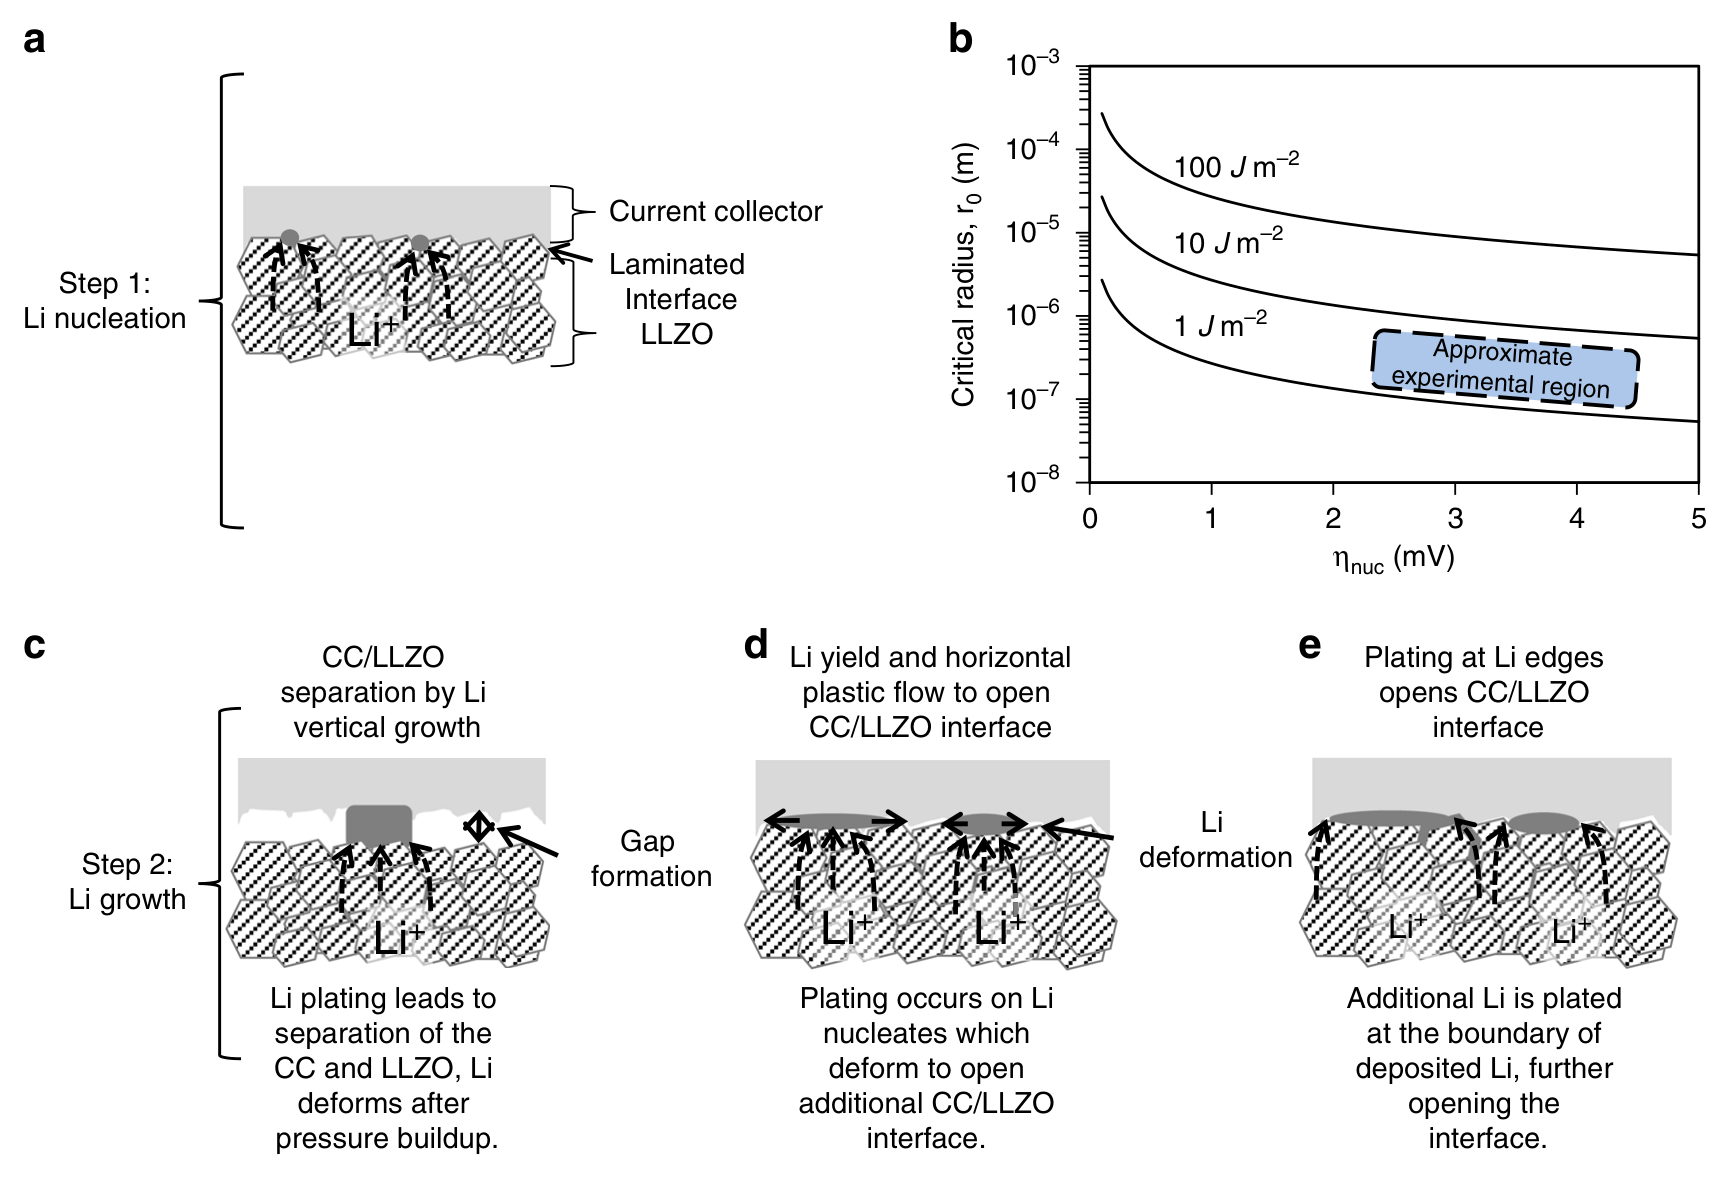 a
Step 1:
Li nucleation
Li⁺
Current collector
Laminated
Interface
LLZO
b
Critical radius, r₀ (m)
10⁻³
10⁻⁴
10⁻⁵
10⁻⁶
10⁻⁷
10⁻⁸
100 J m⁻²
10 J m⁻²
1 J m⁻²
Approximate
experimental region
0 1 2 3 4 5
ηnuc (mV)
c
CC/LLZO
separation by Li
vertical growth
Step 2:
Li growth
Li⁺
Gap
formation
Li plating leads to
separation of the
CC and LLZO, Li
deforms after
pressure buildup.
d
Li yield and horizontal
plastic flow to open
CC/LLZO interface
Li⁺ Li⁺
Li
deformation
Plating occurs on Li
nucleates which
deform to open
additional CC/LLZO
interface.
e
Plating at Li edges
opens CC/LLZO
interface
Li⁺ Li⁺
Additional Li is plated
at the boundary of
deposited Li, further
opening the
interface.